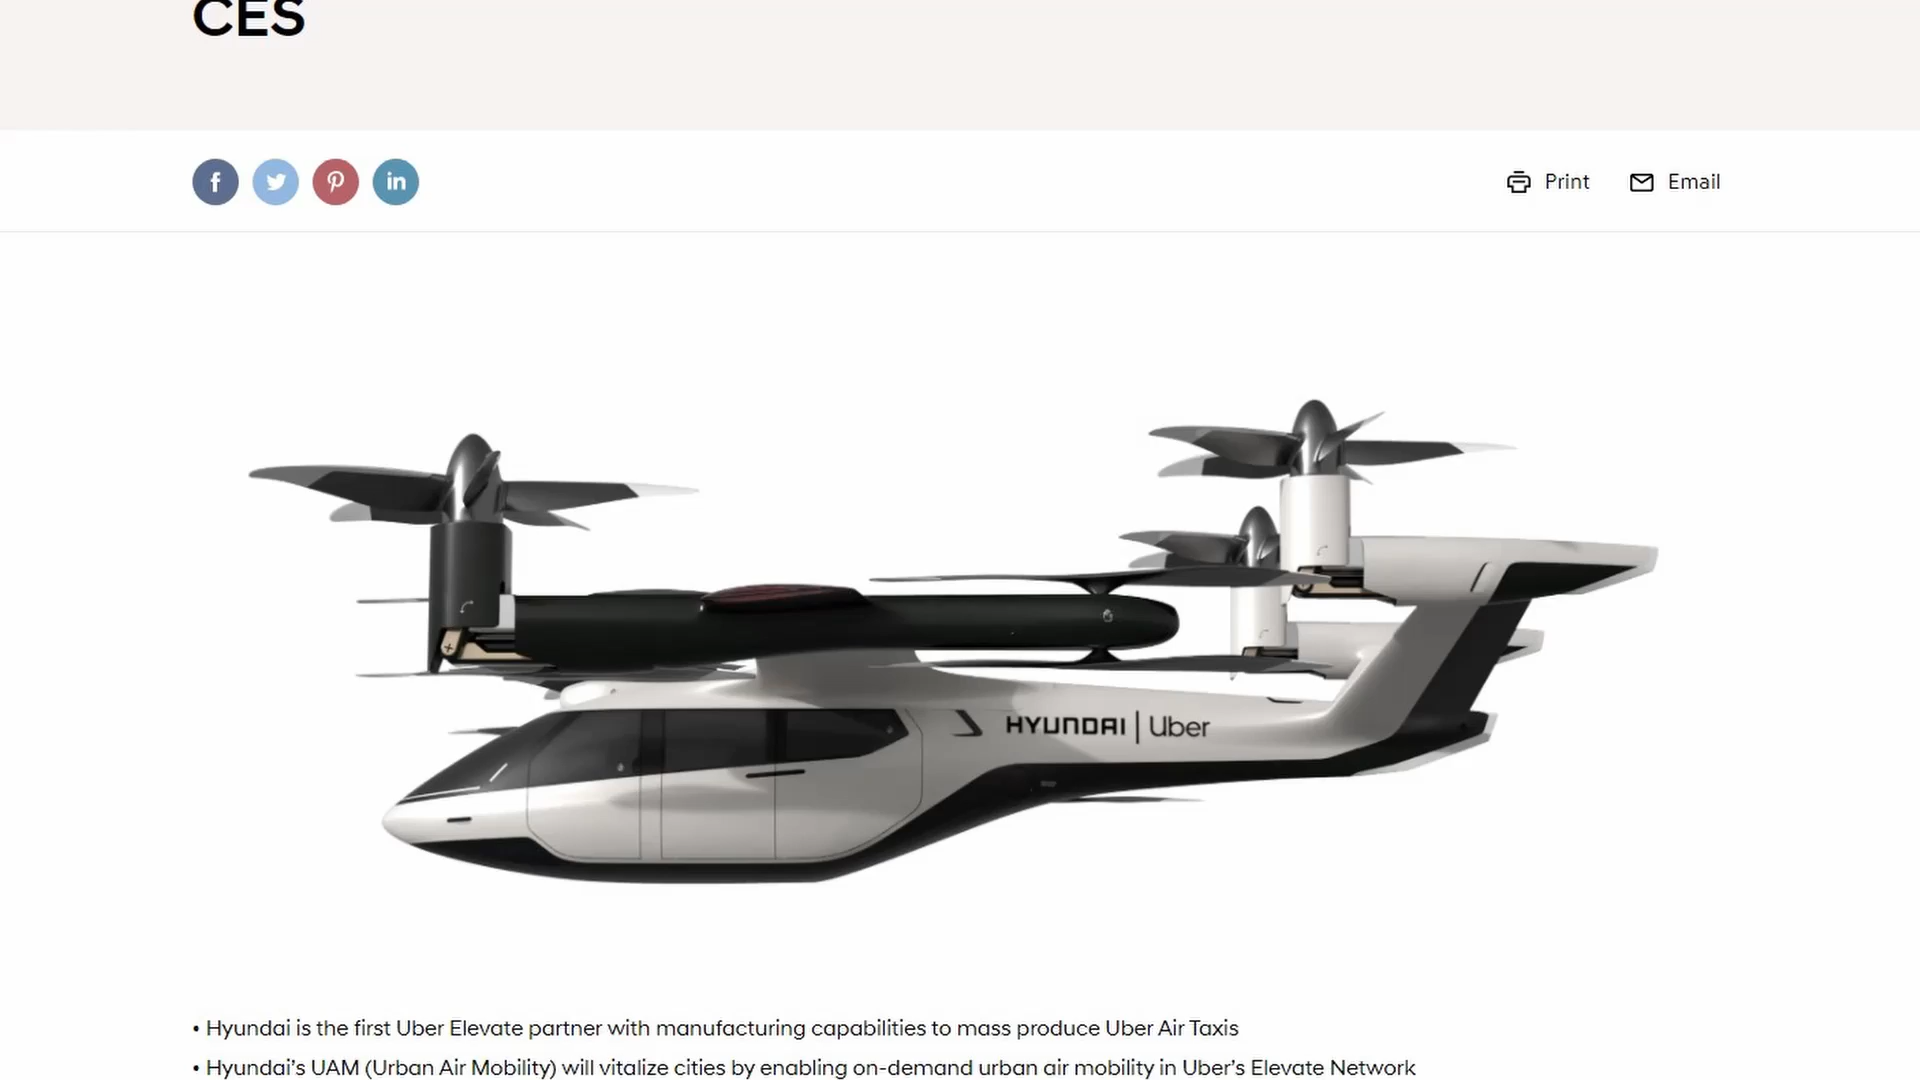 CES
Print Email
HYUNDAI | Uber
• Hyundai is the first Uber Elevate partner with manufacturing capabilities to mass produce Uber Air Taxis
• Hyundai’s UAM (Urban Air Mobility) will vitalize cities by enabling on-demand urban air mobility in Uber’s Elevate Network